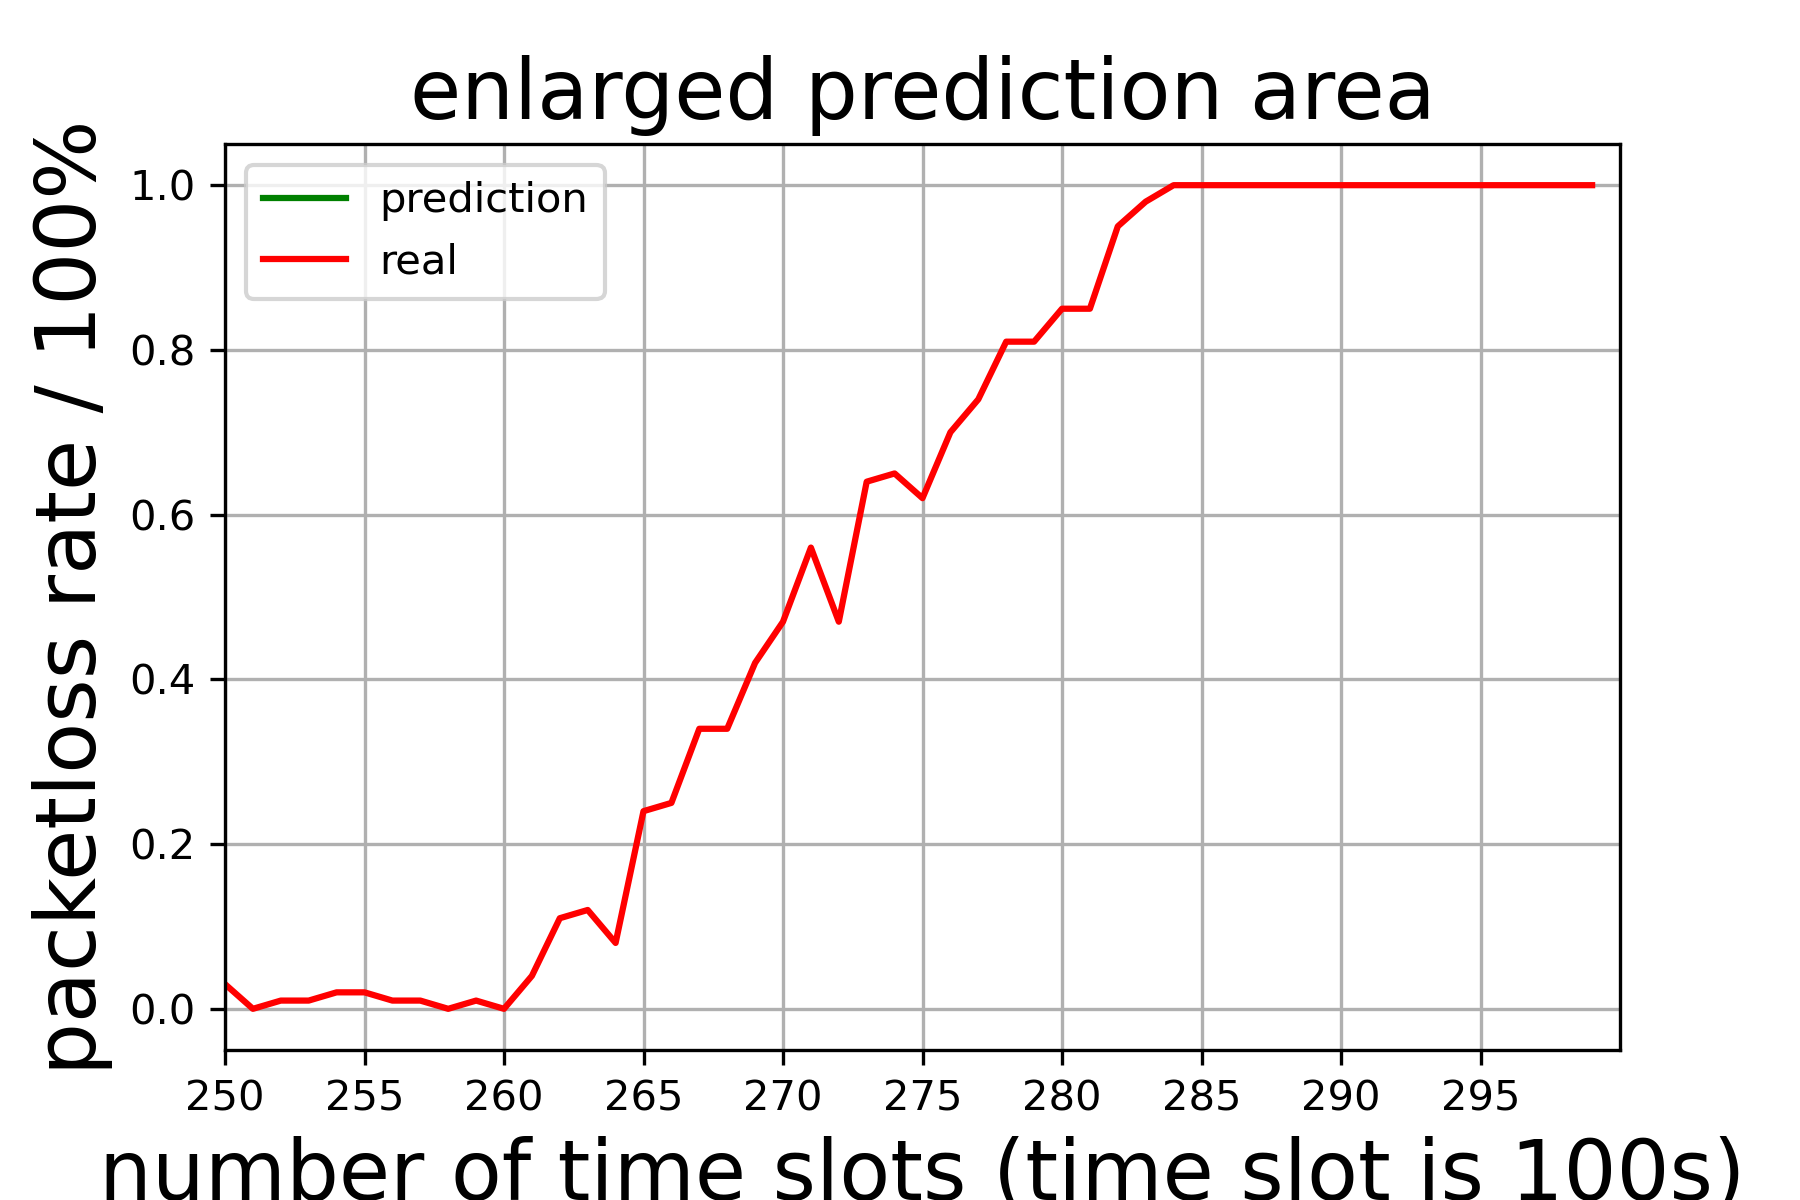 enlarged prediction area
packetloss rate / 100%
prediction
real
1.0
0.8
0.6
0.4
0.2
0.0
250 255 260 265 270 275 280 285 290 295
number of time slots (time slot is 100s)